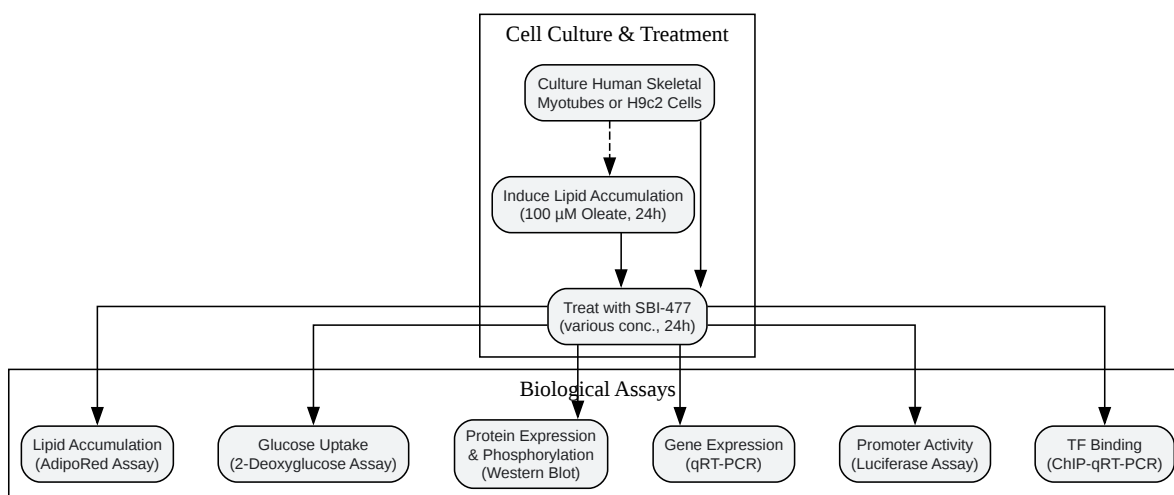 Cell Culture & Treatment
Culture Human Skeletal
Myotubes or H9c2 Cells
Induce Lipid Accumulation
(100 µM Oleate, 24h)
Treat with SBI-477
(various conc., 24h)
Biological Assays
Lipid Accumulation
(AdipoRed Assay)
Glucose Uptake
(2-Deoxyglucose Assay)
Protein Expression
& Phosphorylation
(Western Blot)
Gene Expression
(qRT-PCR)
Promoter Activity
(Luciferase Assay)
TF Binding
(ChIP-qRT-PCR)